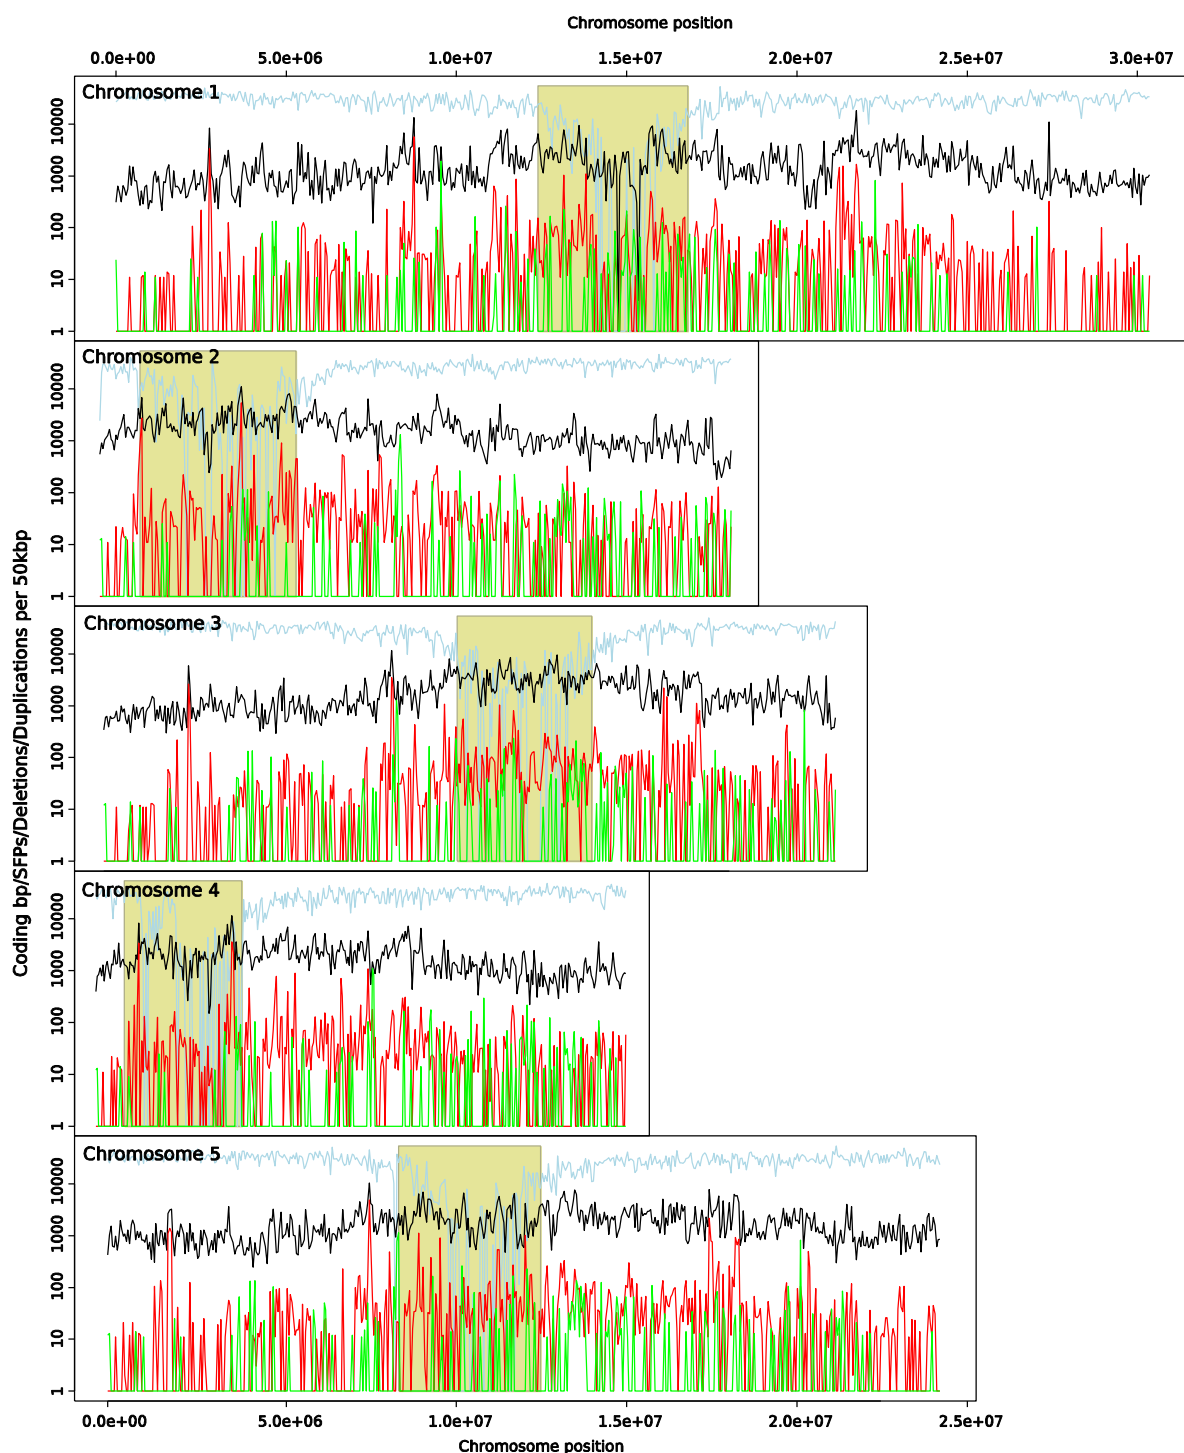 Chromosome position
0.0e+00 5.0e+06 1.0e+07 1.5e+07 2.0e+07 2.5e+07 3.0e+07
Chromosome 1
10000
1000
100
10
1
Chromosome 2
10000
1000
100
10
1
Coding bp/SFPs/Deletions/Duplications per 50kbp
Chromosome 3
10000
1000
100
10
1
Chromosome 4
10000
1000
100
10
1
Chromosome 5
10000
1000
100
10
1
0.0e+00 5.0e+06 1.0e+07 1.5e+07 2.0e+07 2.5e+07
Chromosome position